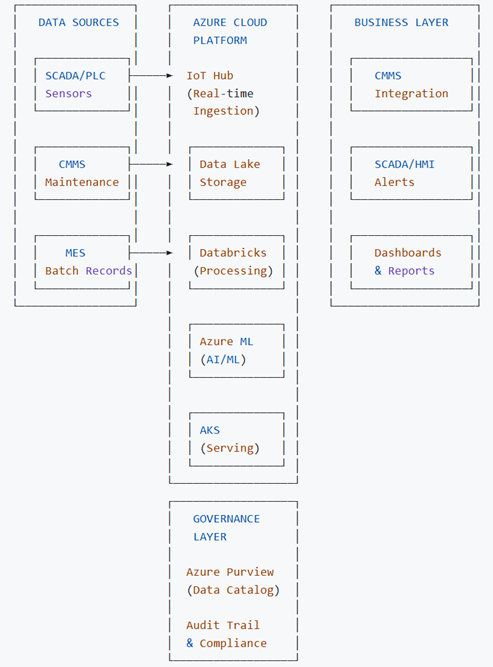 DATA SOURCES
SCADA/PLC
Sensors
CMMS
Maintenance
MES
Batch Records
AZURE CLOUD
PLATFORM
IoT Hub
(Real-time
Ingestion)
Data Lake
Storage
Databricks
(Processing)
Azure ML
(AI/ML)
AKS
(Serving)
BUSINESS LAYER
CMMS
Integration
SCADA/HMI
Alerts
Dashboards
& Reports
GOVERNANCE
LAYER
Azure Purview
(Data Catalog)
Audit Trail
& Compliance